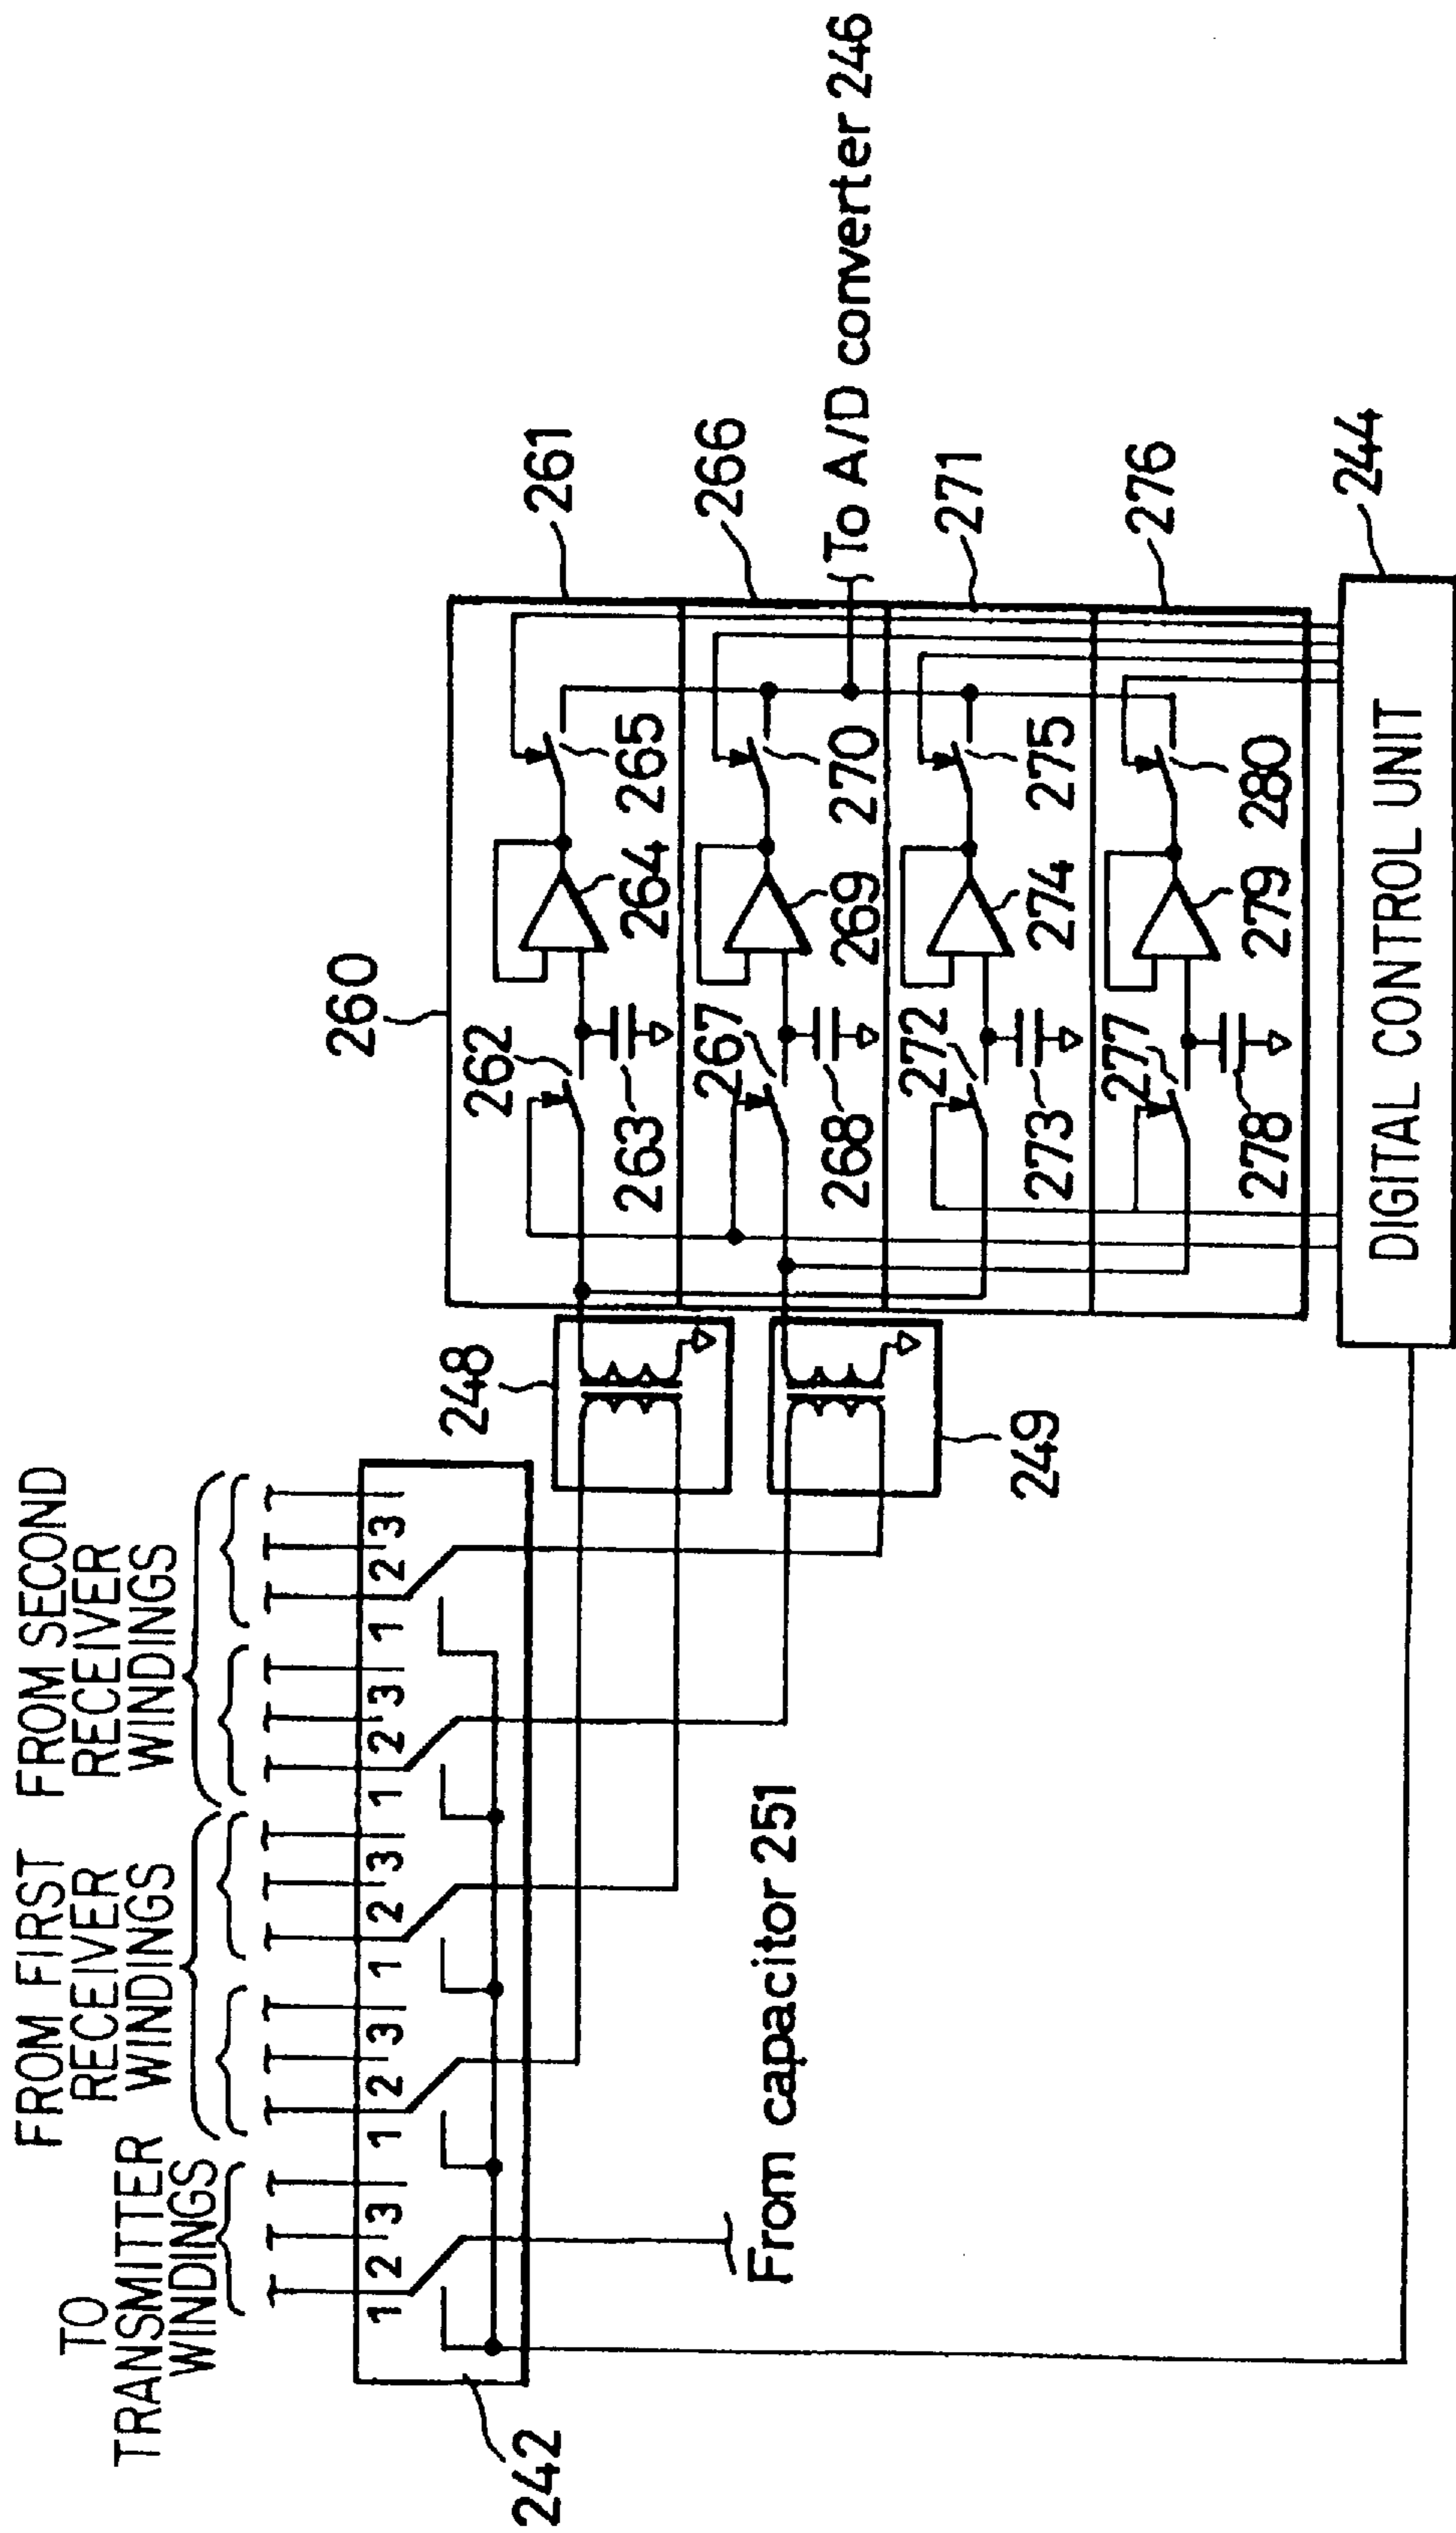 TO
TRANSMITTER
WINDINGS
FROM FIRST
RECEIVER
WINDINGS
FROM SECOND
RECEIVER
WINDINGS
1 2 3 1 2 3 1 2 3 1 2 3 1 2 3
242
From capacitor 251
248
249
260
261
262
263
264
265
266
267
268
269
270
To A/D converter 246
271
272
273
274
275
276
277
278
279
280
DIGITAL CONTROL UNIT
244